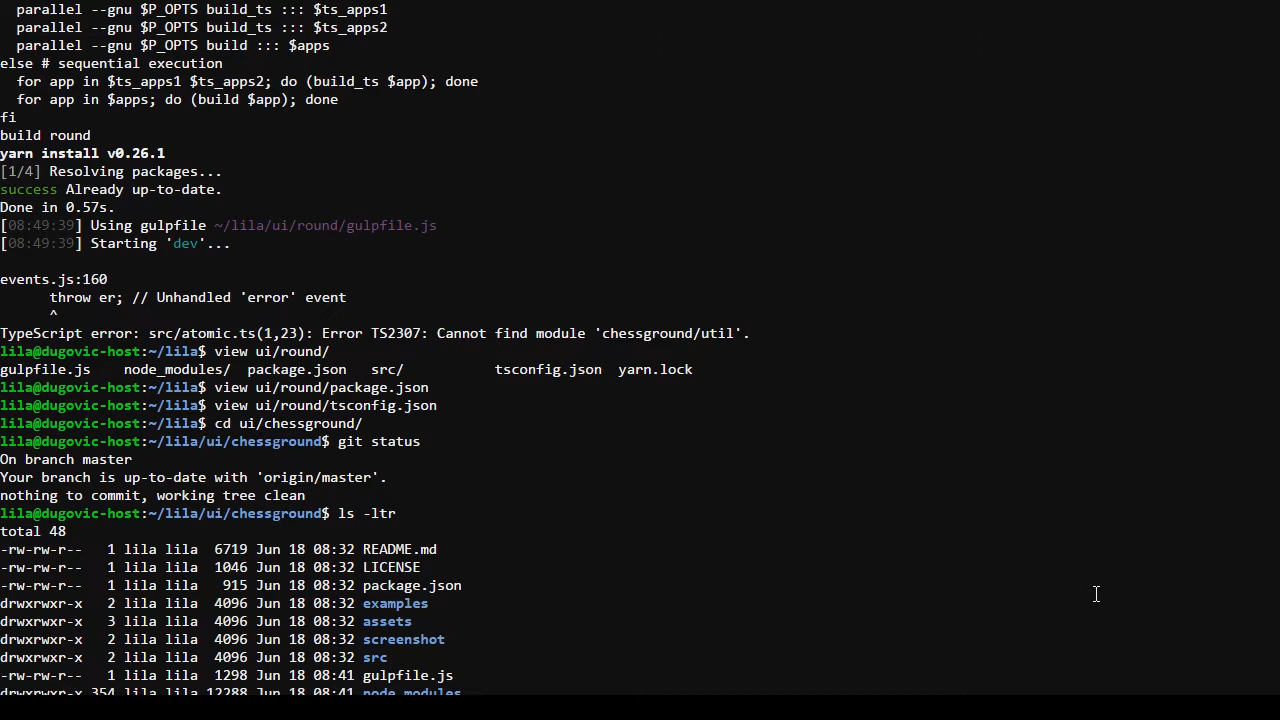 parallel --gnu $P_OPTS build_ts ::: $ts_apps1
  parallel --gnu $P_OPTS build_ts ::: $ts_apps2
  parallel --gnu $P_OPTS build ::: $apps
else # sequential execution
  for app in $ts_apps1 $ts_apps2; do (build_ts $app); done
  for app in $apps; do (build $app); done
fi
build round
yarn install v0.26.1
[1/4] Resolving packages...
success Already up-to-date.
Done in 0.57s.
[08:49:39] Using gulpfile ~/lila/ui/round/gulpfile.js
[08:49:39] Starting 'dev'...
events.js:160
      throw er; // Unhandled 'error' event
      ^
TypeScript error: src/atomic.ts(1,23): Error TS2307: Cannot find module 'chessground/util'.
lila@dugovic-host:~/lila$ view ui/round/
gulpfile.js    node_modules/  package.json   src/           tsconfig.json  yarn.lock
lila@dugovic-host:~/lila$ view ui/round/package.json
lila@dugovic-host:~/lila$ view ui/round/tsconfig.json
lila@dugovic-host:~/lila$ cd ui/chessground/
lila@dugovic-host:~/lila/ui/chessground$ git status
On branch master
Your branch is up-to-date with 'origin/master'.
nothing to commit, working tree clean
lila@dugovic-host:~/lila/ui/chessground$ ls -ltr
total 48
-rw-rw-r--   1 lila lila  6719 Jun 18 08:32 README.md
-rw-rw-r--   1 lila lila  1046 Jun 18 08:32 LICENSE
-rw-rw-r--   1 lila lila   915 Jun 18 08:32 package.json
drwxrwxr-x   2 lila lila  4096 Jun 18 08:32 examples
drwxrwxr-x   3 lila lila  4096 Jun 18 08:32 assets
drwxrwxr-x   2 lila lila  4096 Jun 18 08:32 screenshot
drwxrwxr-x   2 lila lila  4096 Jun 18 08:32 src
-rw-rw-r--   1 lila lila  1298 Jun 18 08:41 gulpfile.js
drwxrwxr-x 354 lila lila 12288 Jun 18 08:41 node_modules